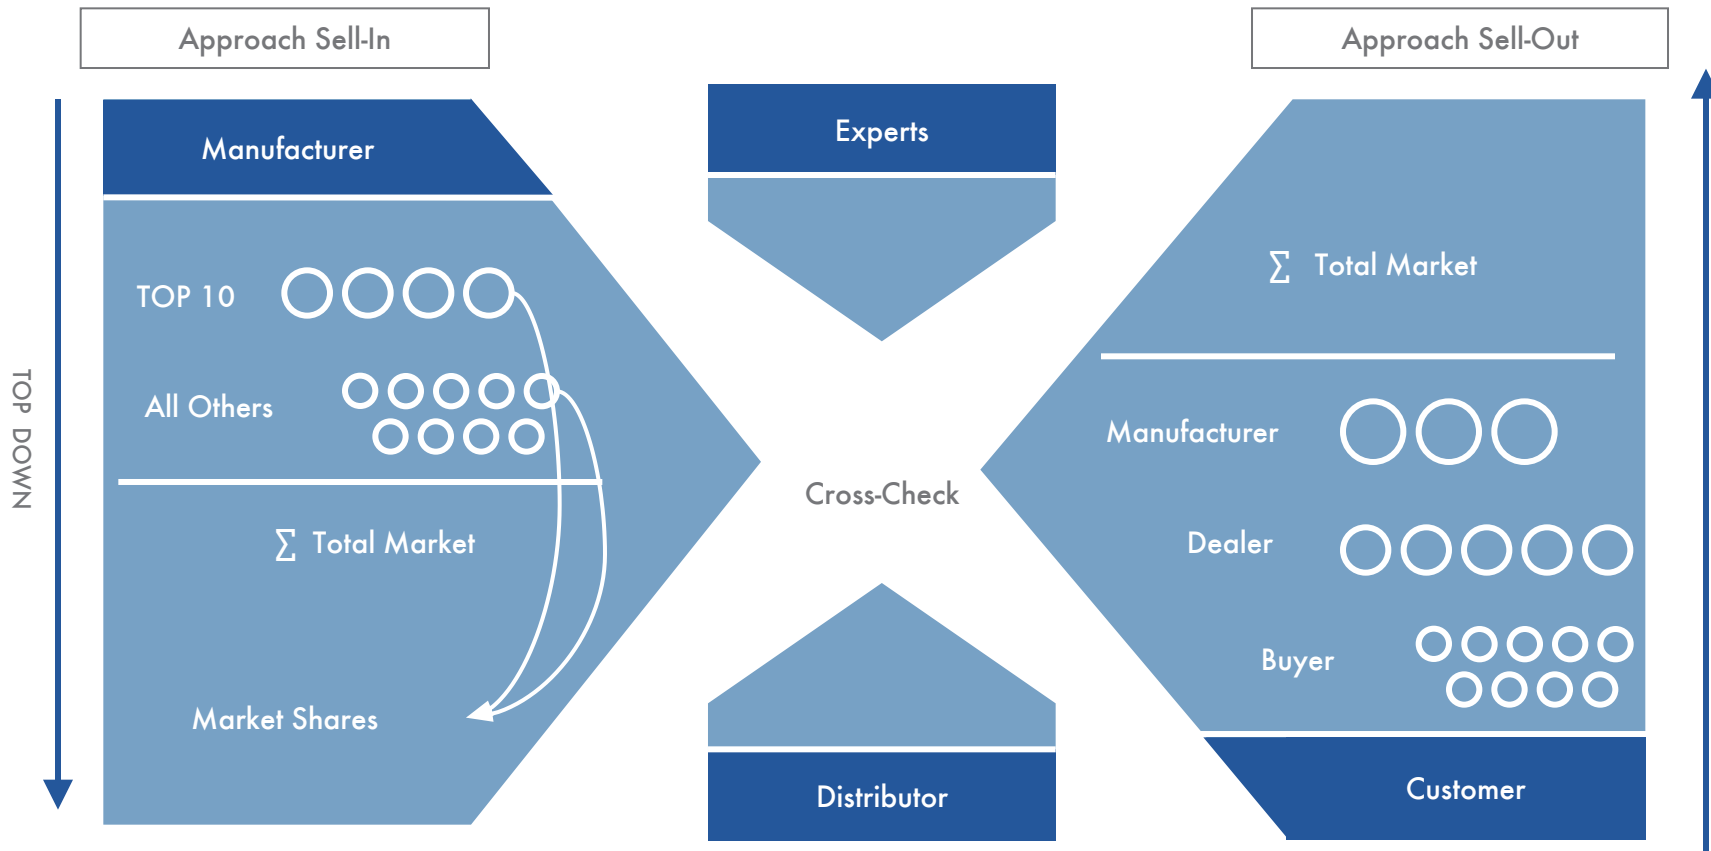 Approach Sell-In
Approach Sell-Out
Manufacturer
TOP 10
All Others
∑ Total Market
Market Shares
TOP DOWN
Experts
Cross-Check
Distributor
∑ Total Market
Manufacturer
Dealer
Buyer
Customer